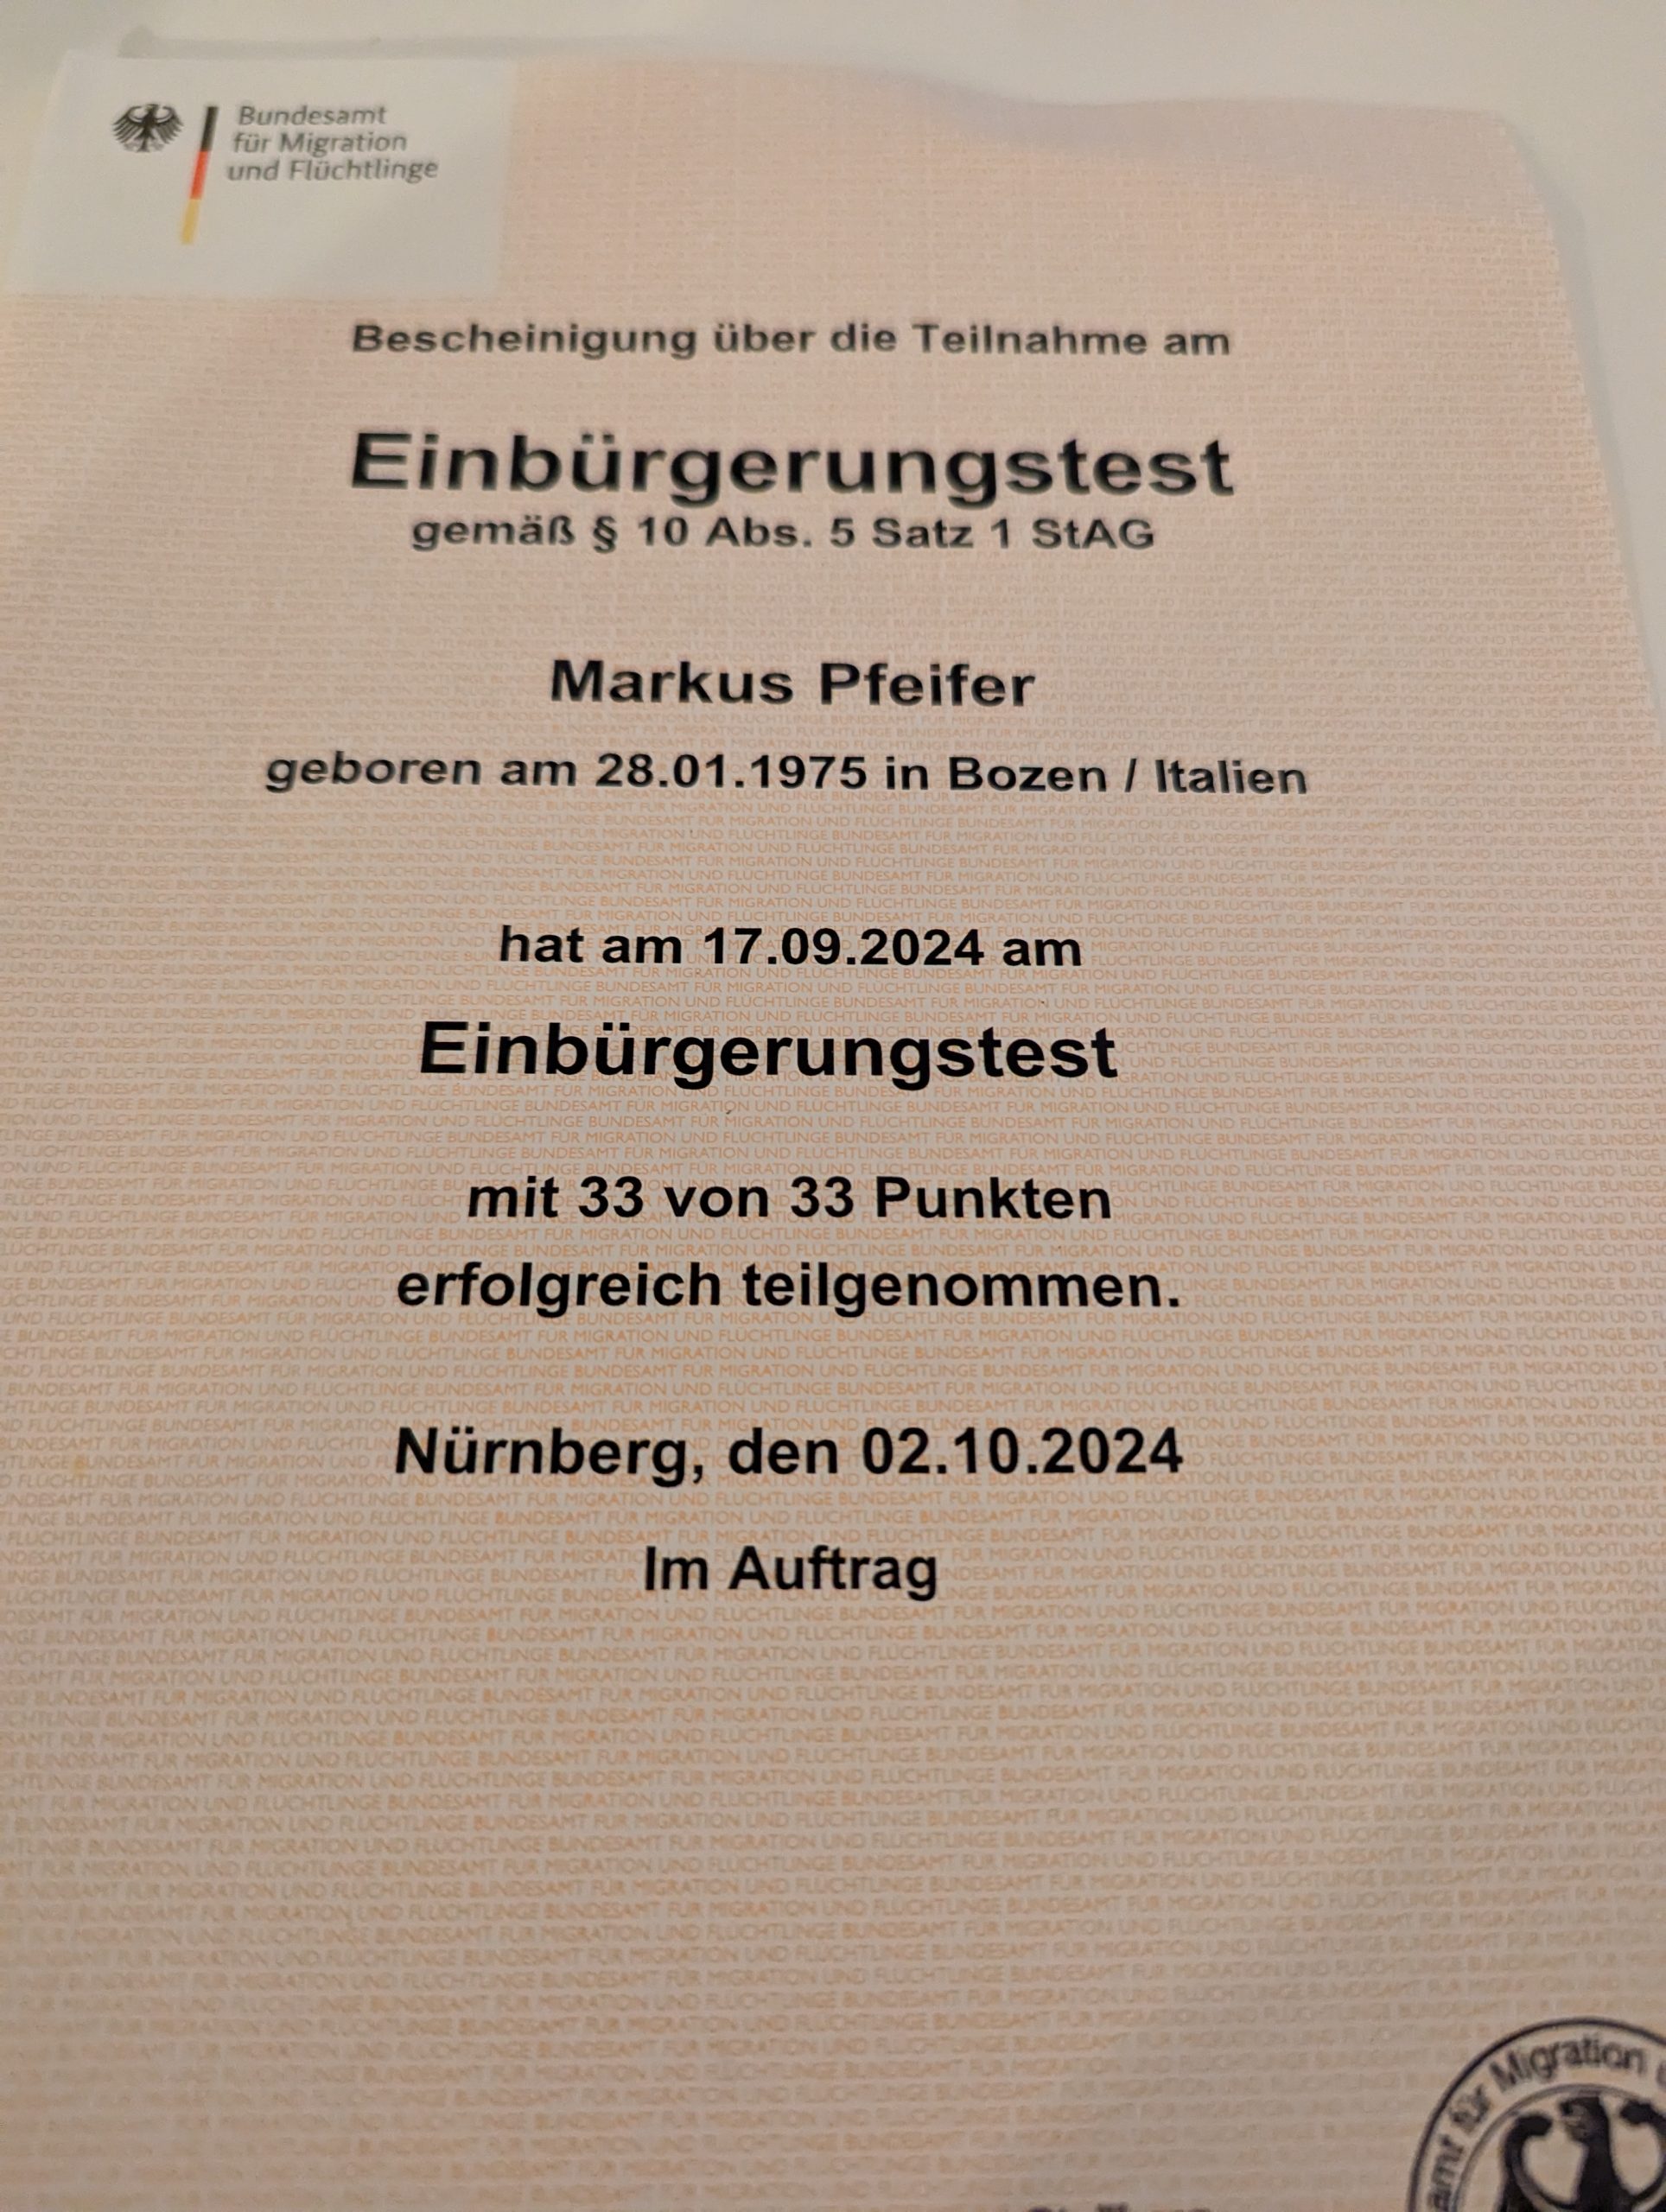 Bundesamt
für Migration
und Flüchtlinge
Bescheinigung über die Teilnahme am
Einbürgerungstest
gemäß § 10 Abs. 5 Satz 1 StAG
Markus Pfeifer
geboren am 28.01.1975 in Bozen / Italien
hat am 17.09.2024 am
Einbürgerungstest
mit 33 von 33 Punkten
erfolgreich teilgenommen.
Nürnberg, den 02.10.2024
Im Auftrag
für Migration